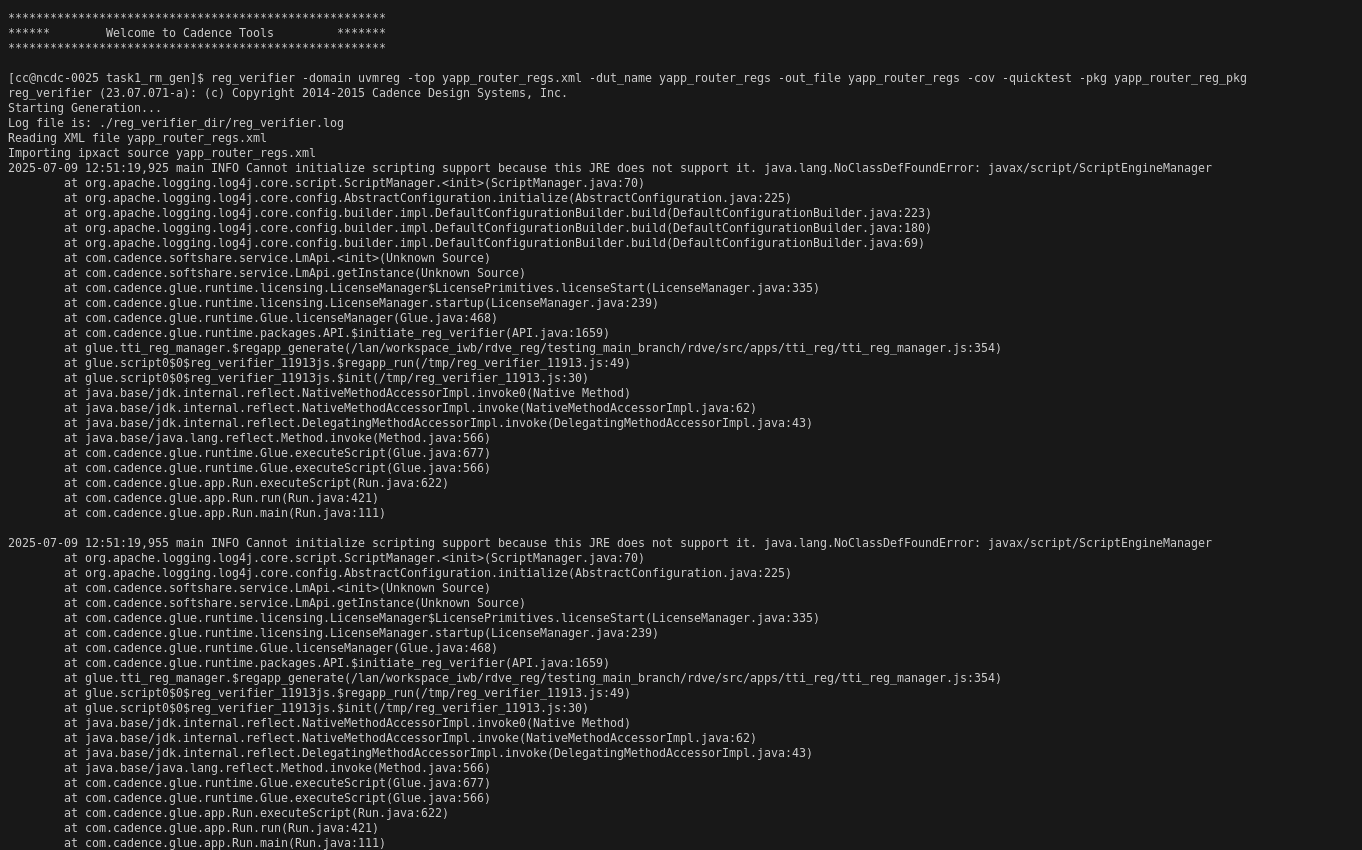 ******************************************************
******        Welcome to Cadence Tools         *******
******************************************************
[cc@ncdc-0025 task1_rm_gen]$ reg_verifier -domain uvmreg -top yapp_router_regs.xml -dut_name yapp_router_regs -out_file yapp_router_regs -cov -quicktest -pkg yapp_router_reg_pkg
reg_verifier (23.07.071-a): (c) Copyright 2014-2015 Cadence Design Systems, Inc.
Starting Generation...
Log file is: ./reg_verifier_dir/reg_verifier.log
Reading XML file yapp_router_regs.xml
Importing ipxact source yapp_router_regs.xml
2025-07-09 12:51:19,925 main INFO Cannot initialize scripting support because this JRE does not support it. java.lang.NoClassDefFoundError: javax/script/ScriptEngineManager
        at org.apache.logging.log4j.core.script.ScriptManager.<init>(ScriptManager.java:70)
        at org.apache.logging.log4j.core.config.AbstractConfiguration.initialize(AbstractConfiguration.java:225)
        at org.apache.logging.log4j.core.config.builder.impl.DefaultConfigurationBuilder.build(DefaultConfigurationBuilder.java:223)
        at org.apache.logging.log4j.core.config.builder.impl.DefaultConfigurationBuilder.build(DefaultConfigurationBuilder.java:180)
        at org.apache.logging.log4j.core.config.builder.impl.DefaultConfigurationBuilder.build(DefaultConfigurationBuilder.java:69)
        at com.cadence.softshare.service.LmApi.<init>(Unknown Source)
        at com.cadence.softshare.service.LmApi.getInstance(Unknown Source)
        at com.cadence.glue.runtime.licensing.LicenseManager$LicensePrimitives.licenseStart(LicenseManager.java:335)
        at com.cadence.glue.runtime.licensing.LicenseManager.startup(LicenseManager.java:239)
        at com.cadence.glue.runtime.Glue.licenseManager(Glue.java:468)
        at com.cadence.glue.runtime.packages.API.$initiate_reg_verifier(API.java:1659)
        at glue.tti_reg_manager.$regapp_generate(/lan/workspace_iwb/rdve_reg/testing_main_branch/rdve/src/apps/tti_reg/tti_reg_manager.js:354)
        at glue.script0$0$reg_verifier_11913js.$regapp_run(/tmp/reg_verifier_11913.js:49)
        at glue.script0$0$reg_verifier_11913js.$init(/tmp/reg_verifier_11913.js:30)
        at java.base/jdk.internal.reflect.NativeMethodAccessorImpl.invoke0(Native Method)
        at java.base/jdk.internal.reflect.NativeMethodAccessorImpl.invoke(NativeMethodAccessorImpl.java:62)
        at java.base/jdk.internal.reflect.DelegatingMethodAccessorImpl.invoke(DelegatingMethodAccessorImpl.java:43)
        at java.base/java.lang.reflect.Method.invoke(Method.java:566)
        at com.cadence.glue.runtime.Glue.executeScript(Glue.java:677)
        at com.cadence.glue.runtime.Glue.executeScript(Glue.java:566)
        at com.cadence.glue.app.Run.executeScript(Run.java:622)
        at com.cadence.glue.app.Run.run(Run.java:421)
        at com.cadence.glue.app.Run.main(Run.java:111)
2025-07-09 12:51:19,955 main INFO Cannot initialize scripting support because this JRE does not support it. java.lang.NoClassDefFoundError: javax/script/ScriptEngineManager
        at org.apache.logging.log4j.core.script.ScriptManager.<init>(ScriptManager.java:70)
        at org.apache.logging.log4j.core.config.AbstractConfiguration.initialize(AbstractConfiguration.java:225)
        at com.cadence.softshare.service.LmApi.<init>(Unknown Source)
        at com.cadence.softshare.service.LmApi.getInstance(Unknown Source)
        at com.cadence.glue.runtime.licensing.LicenseManager$LicensePrimitives.licenseStart(LicenseManager.java:335)
        at com.cadence.glue.runtime.licensing.LicenseManager.startup(LicenseManager.java:239)
        at com.cadence.glue.runtime.Glue.licenseManager(Glue.java:468)
        at com.cadence.glue.runtime.packages.API.$initiate_reg_verifier(API.java:1659)
        at glue.tti_reg_manager.$regapp_generate(/lan/workspace_iwb/rdve_reg/testing_main_branch/rdve/src/apps/tti_reg/tti_reg_manager.js:354)
        at glue.script0$0$reg_verifier_11913js.$regapp_run(/tmp/reg_verifier_11913.js:49)
        at glue.script0$0$reg_verifier_11913js.$init(/tmp/reg_verifier_11913.js:30)
        at java.base/jdk.internal.reflect.NativeMethodAccessorImpl.invoke0(Native Method)
        at java.base/jdk.internal.reflect.NativeMethodAccessorImpl.invoke(NativeMethodAccessorImpl.java:62)
        at java.base/jdk.internal.reflect.DelegatingMethodAccessorImpl.invoke(DelegatingMethodAccessorImpl.java:43)
        at java.base/java.lang.reflect.Method.invoke(Method.java:566)
        at com.cadence.glue.runtime.Glue.executeScript(Glue.java:677)
        at com.cadence.glue.runtime.Glue.executeScript(Glue.java:566)
        at com.cadence.glue.app.Run.executeScript(Run.java:622)
        at com.cadence.glue.app.Run.run(Run.java:421)
        at com.cadence.glue.app.Run.main(Run.java:111)